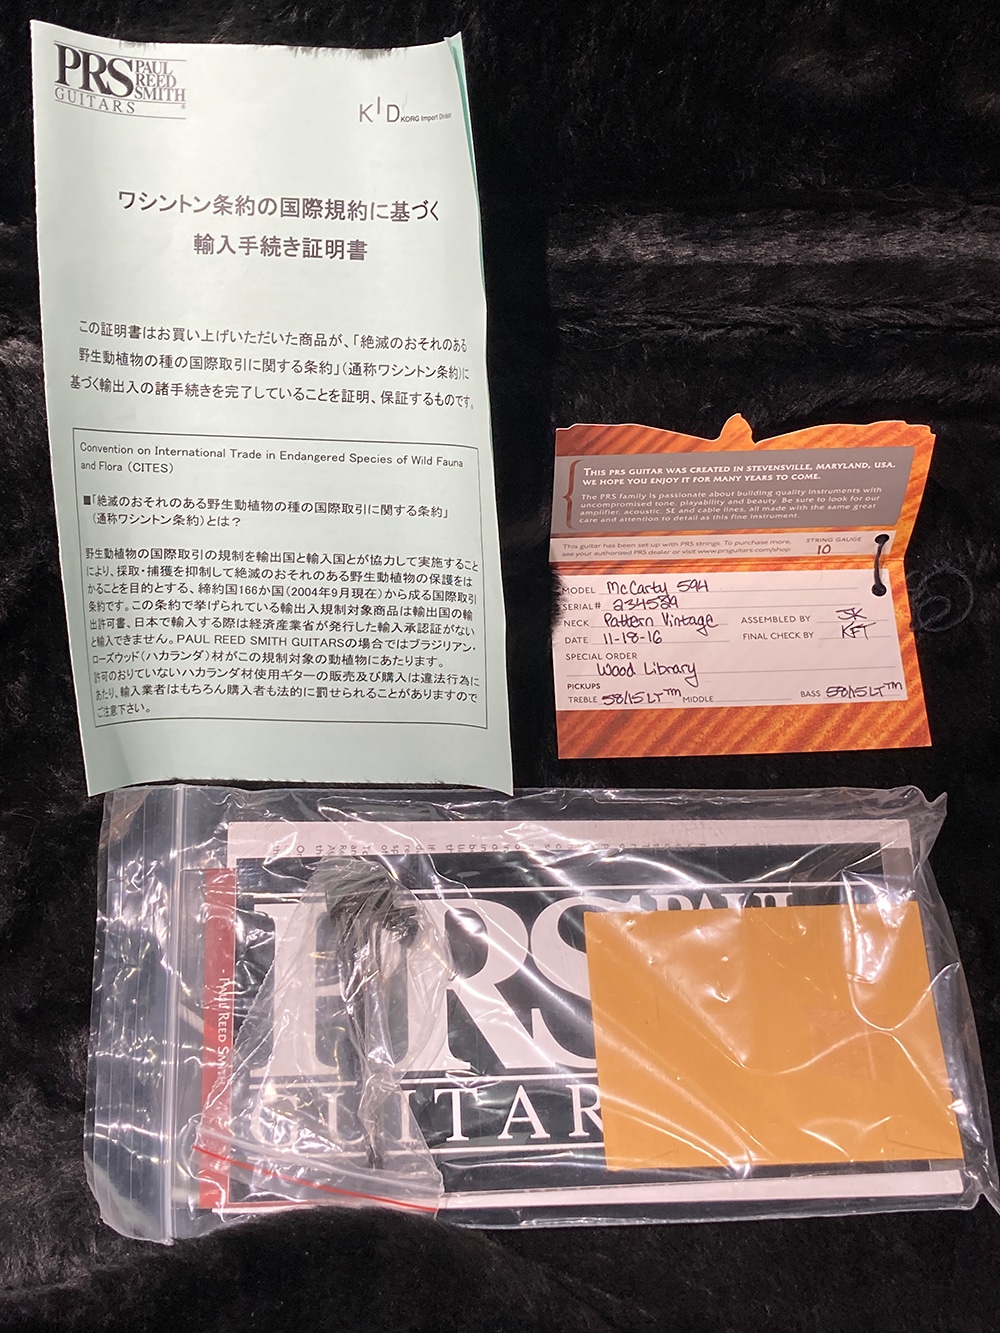 PRS PAUL
REED
SMITH
GUITARS
KID KORG Import Division
ワシントン条約の国際規約に基づく
輸入手続き証明書
この証明書はお買い上げいただいた商品が、「絶滅のおそれのある
野生動植物の種の国際取引に関する条約」(通称ワシントン条約)に
基づく輸出入の諸手続きを完了していることを証明、保証するものです。
Convention on International Trade in Endangered Species of Wild Fauna
and Flora (CITES)
■「絶滅のおそれのある野生動植物の種の国際取引に関する条約」
(通称ワシントン条約)とは?
野生動植物の国際取引の規制を輸出国と輸入国とが協力して実施すること
により、採取・捕獲を抑制して絶滅のおそれのある野生動植物の保護をは
かることを目的とする、締約国166か国(2004年9月現在)から成る国際取引
条約です。この条約で挙げられている輸出入規制対象商品は輸出国の輸
出許可書、日本で輸入する際は経済産業省が発行した輸入承認証がない
と輸入できません。PAUL REED SMITH GUITARSの場合ではブラジリアン・
ローズウッド(ハカランダ)材がこの規制対象の動植物にあたります。
許可のおりていないハカランダ材使用ギターの販売及び購入は違法行為に
あたり、輸入業者はもちろん購入者も法的に罰せられることがありますので
ご注意下さい。
THIS PRS GUITAR WAS CREATED IN STEVENSVILLE, MARYLAND, USA.
WE HOPE YOU ENJOY IT FOR MANY YEARS TO COME.
The PRS family is passionate about building quality instruments with
uncompromised tone, playability and beauty. Be sure to look for our
amplifier, acoustic, SE and cable lines, all made with the same great
care and attention to detail as this fine instrument.
This guitar has been set up with PRS strings. To purchase more,
see your authorized PRS dealer or visit www.prsguitars.com/shop
STRING GAUGE
10
MODEL McCarty 594
SERIAL# 234589
NECK Pattern Vintage ASSEMBLED BY SK
DATE 11-18-16 FINAL CHECK BY KFT
SPECIAL ORDER
Wood Library
PICKUPS
TREBLE 58/15 LT™ MIDDLE BASS 58/15 LT™
PRS PAUL
GUITAR
- PAUL REED SMITH